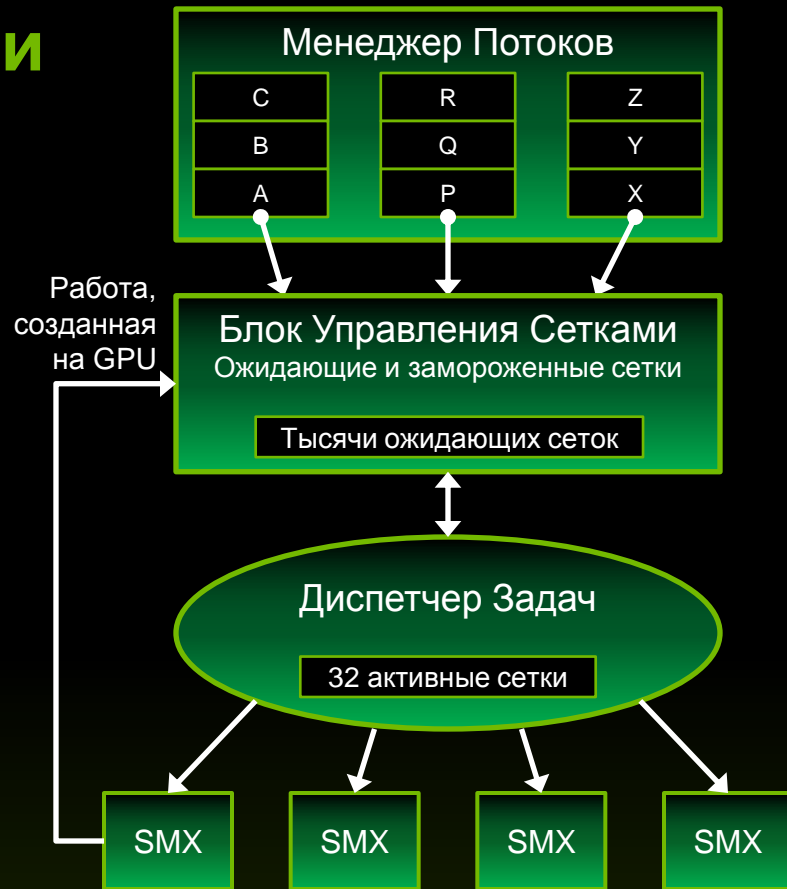 и
Менеджер Потоков
C R Z
B Q Y
A P X
Работа,
созданная
на GPU
Блок Управления Сетками
Ожидающие и замороженные сетки
Тысячи ожидающих сеток
Диспетчер Задач
32 активные сетки
SMX SMX SMX SMX